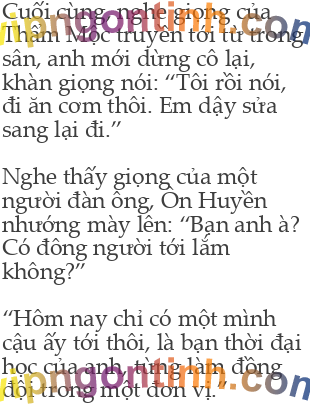 Cuối cùng, nghe giọng của
Thẩm Mộc truyền tới từ trong
sân, anh mới dừng cô lại,
khàn giọng nói: “Tôi rồi nói,
đi ăn cơm thôi. Em dậy sửa
sang lại đi.”
Nghe thấy giọng của một
người đàn ông, Ôn Huyền
nhướng mày lên: “Bạn anh à?
Có đông người tới lắm
không?”
“Hôm nay chỉ có một mình
cậu ấy tới thôi, là bạn thời đại
học của anh, từng làm đồng
đội trong một đơn vị.”
vipngontinh.com
vipngontinh.com